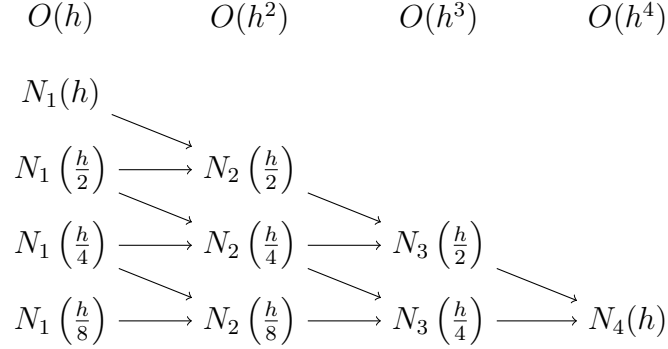 O(h) O(h²) O(h³) O(h⁴)
N₁(h)
N₁(h/2) N₂(h/2)
N₁(h/4) N₂(h/4) N₃(h/2)
N₁(h/8) N₂(h/8) N₃(h/4) N₄(h)